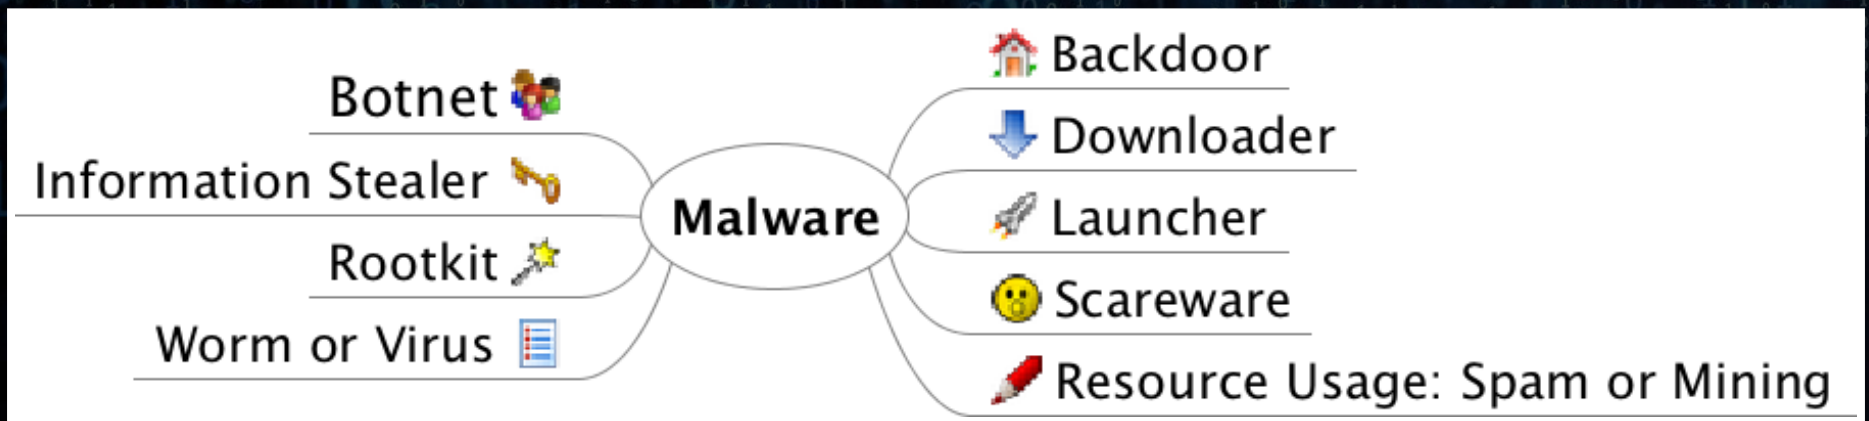 Malware
Botnet
Information Stealer
Rootkit
Worm or Virus
Backdoor
Downloader
Launcher
Scareware
Resource Usage: Spam or Mining